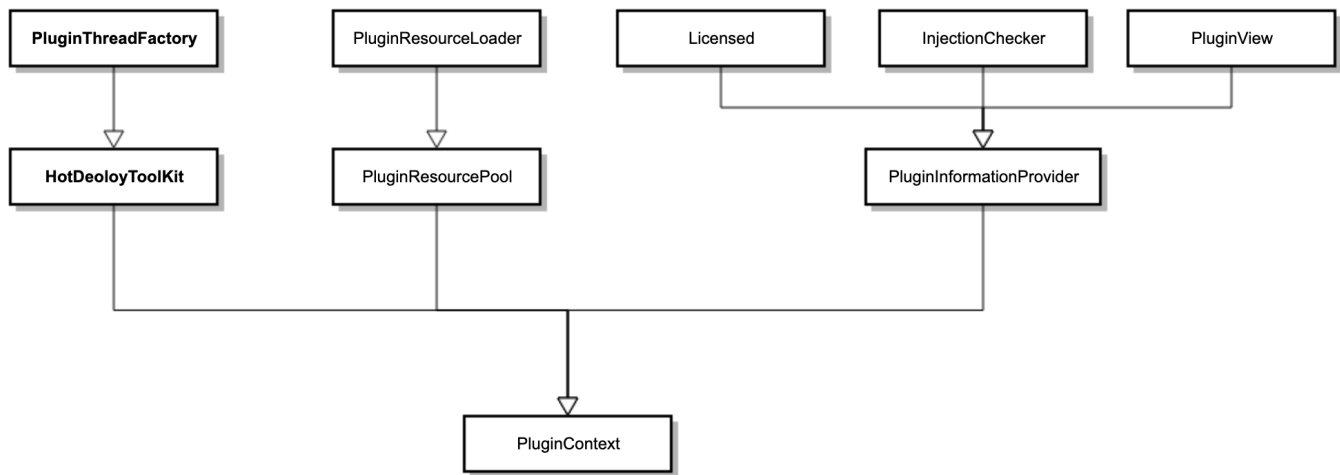 PluginThreadFactory
PluginResourceLoader
Licensed
InjectionChecker
PluginView
HotDeoloyToolKit
PluginResourcePool
PluginInformationProvider
PluginContext